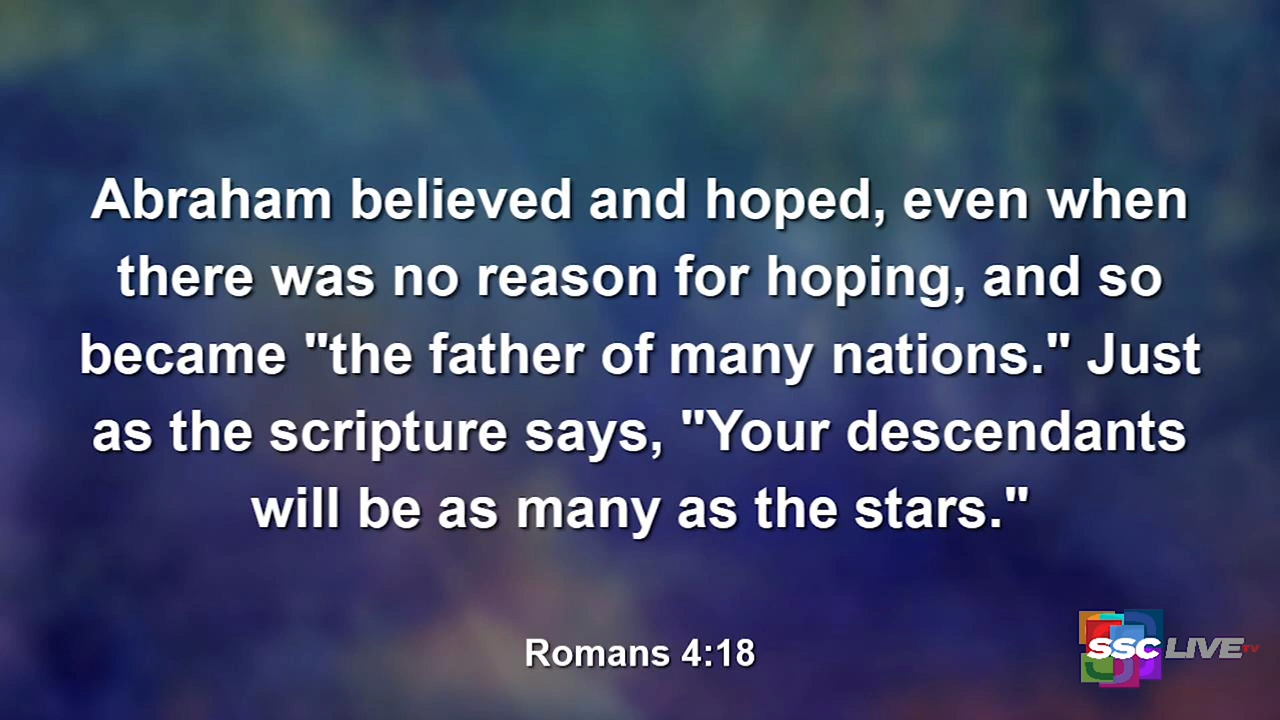 Abraham believed and hoped, even when
there was no reason for hoping, and so
became "the father of many nations." Just
as the scripture says, "Your descendants
will be as many as the stars."
Romans 4:18
SSC LIVE TV